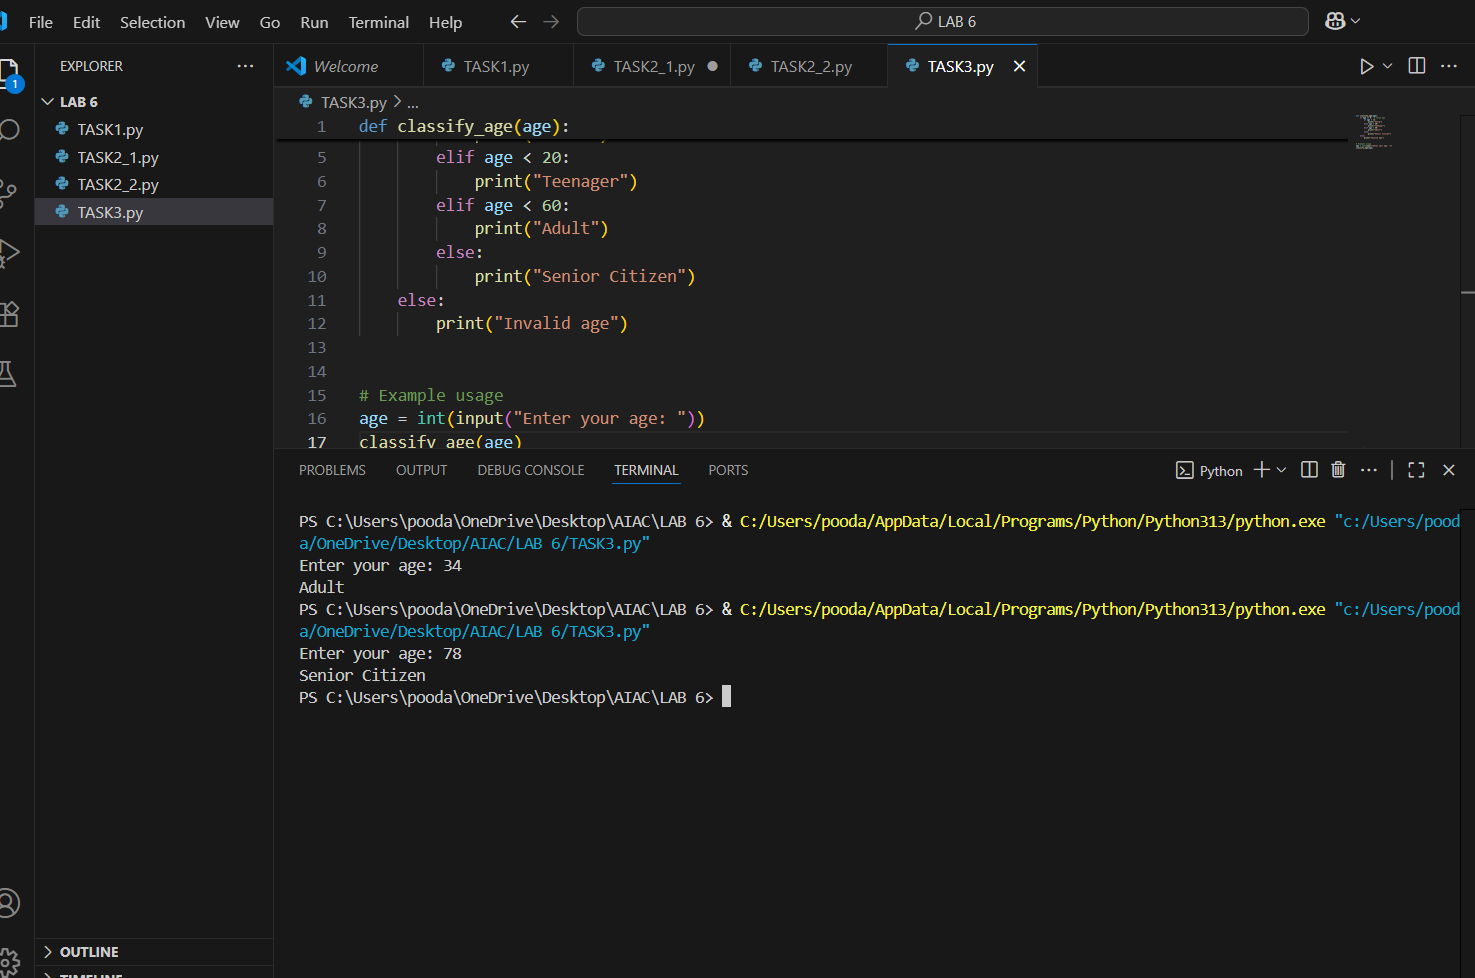 File Edit Selection View Go Run Terminal Help LAB 6
EXPLORER
LAB 6
TASK1.py
TASK2_1.py
TASK2_2.py
TASK3.py
OUTLINE
TIMELINE
1
Welcome TASK1.py TASK2_1.py TASK2_2.py TASK3.py
TASK3.py > ...
1 def classify_age(age):
5 elif age < 20:
6 print("Teenager")
7 elif age < 60:
8 print("Adult")
9 else:
10 print("Senior Citizen")
11 else:
12 print("Invalid age")
13
14
15 # Example usage
16 age = int(input("Enter your age: "))
17 classify_age(age)
PROBLEMS OUTPUT DEBUG CONSOLE TERMINAL PORTS Python
PS C:\Users\pooda\OneDrive\Desktop\AIAC\LAB 6> & C:/Users/pooda/AppData/Local/Programs/Python/Python313/python.exe "c:/Users/pood
a/OneDrive/Desktop/AIAC/LAB 6/TASK3.py"
Enter your age: 34
Adult
PS C:\Users\pooda\OneDrive\Desktop\AIAC\LAB 6> & C:/Users/pooda/AppData/Local/Programs/Python/Python313/python.exe "c:/Users/pood
a/OneDrive/Desktop/AIAC/LAB 6/TASK3.py"
Enter your age: 78
Senior Citizen
PS C:\Users\pooda\OneDrive\Desktop\AIAC\LAB 6>